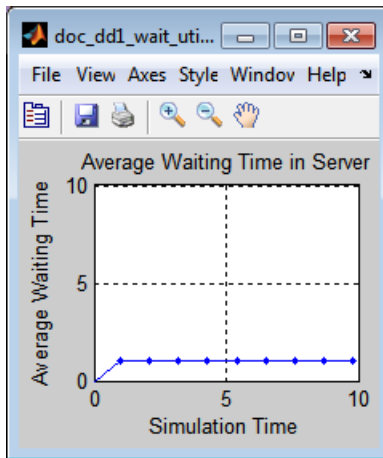 doc_dd1_wait_uti...
File View Axes Style Windov Help
Average Waiting Time in Server
Average Waiting Time
10
5
0
0 5 10
Simulation Time